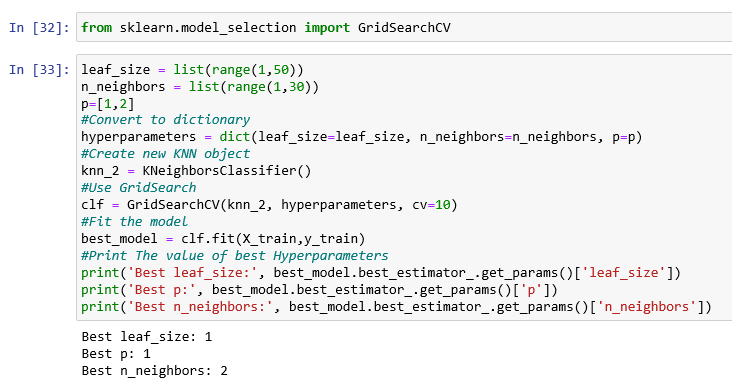 In [32]: from sklearn.model_selection import GridSearchCV
In [33]: leaf_size = list(range(1,50))
n_neighbors = list(range(1,30))
p=[1,2]
#Convert to dictionary
hyperparameters = dict(leaf_size=leaf_size, n_neighbors=n_neighbors, p=p)
#Create new KNN object
knn_2 = KNeighborsClassifier()
#Use GridSearch
clf = GridSearchCV(knn_2, hyperparameters, cv=10)
#Fit the model
best_model = clf.fit(X_train,y_train)
#Print The value of best Hyperparameters
print('Best leaf_size:', best_model.best_estimator_.get_params()['leaf_size'])
print('Best p:', best_model.best_estimator_.get_params()['p'])
print('Best n_neighbors:', best_model.best_estimator_.get_params()['n_neighbors'])
Best leaf_size: 1
Best p: 1
Best n_neighbors: 2